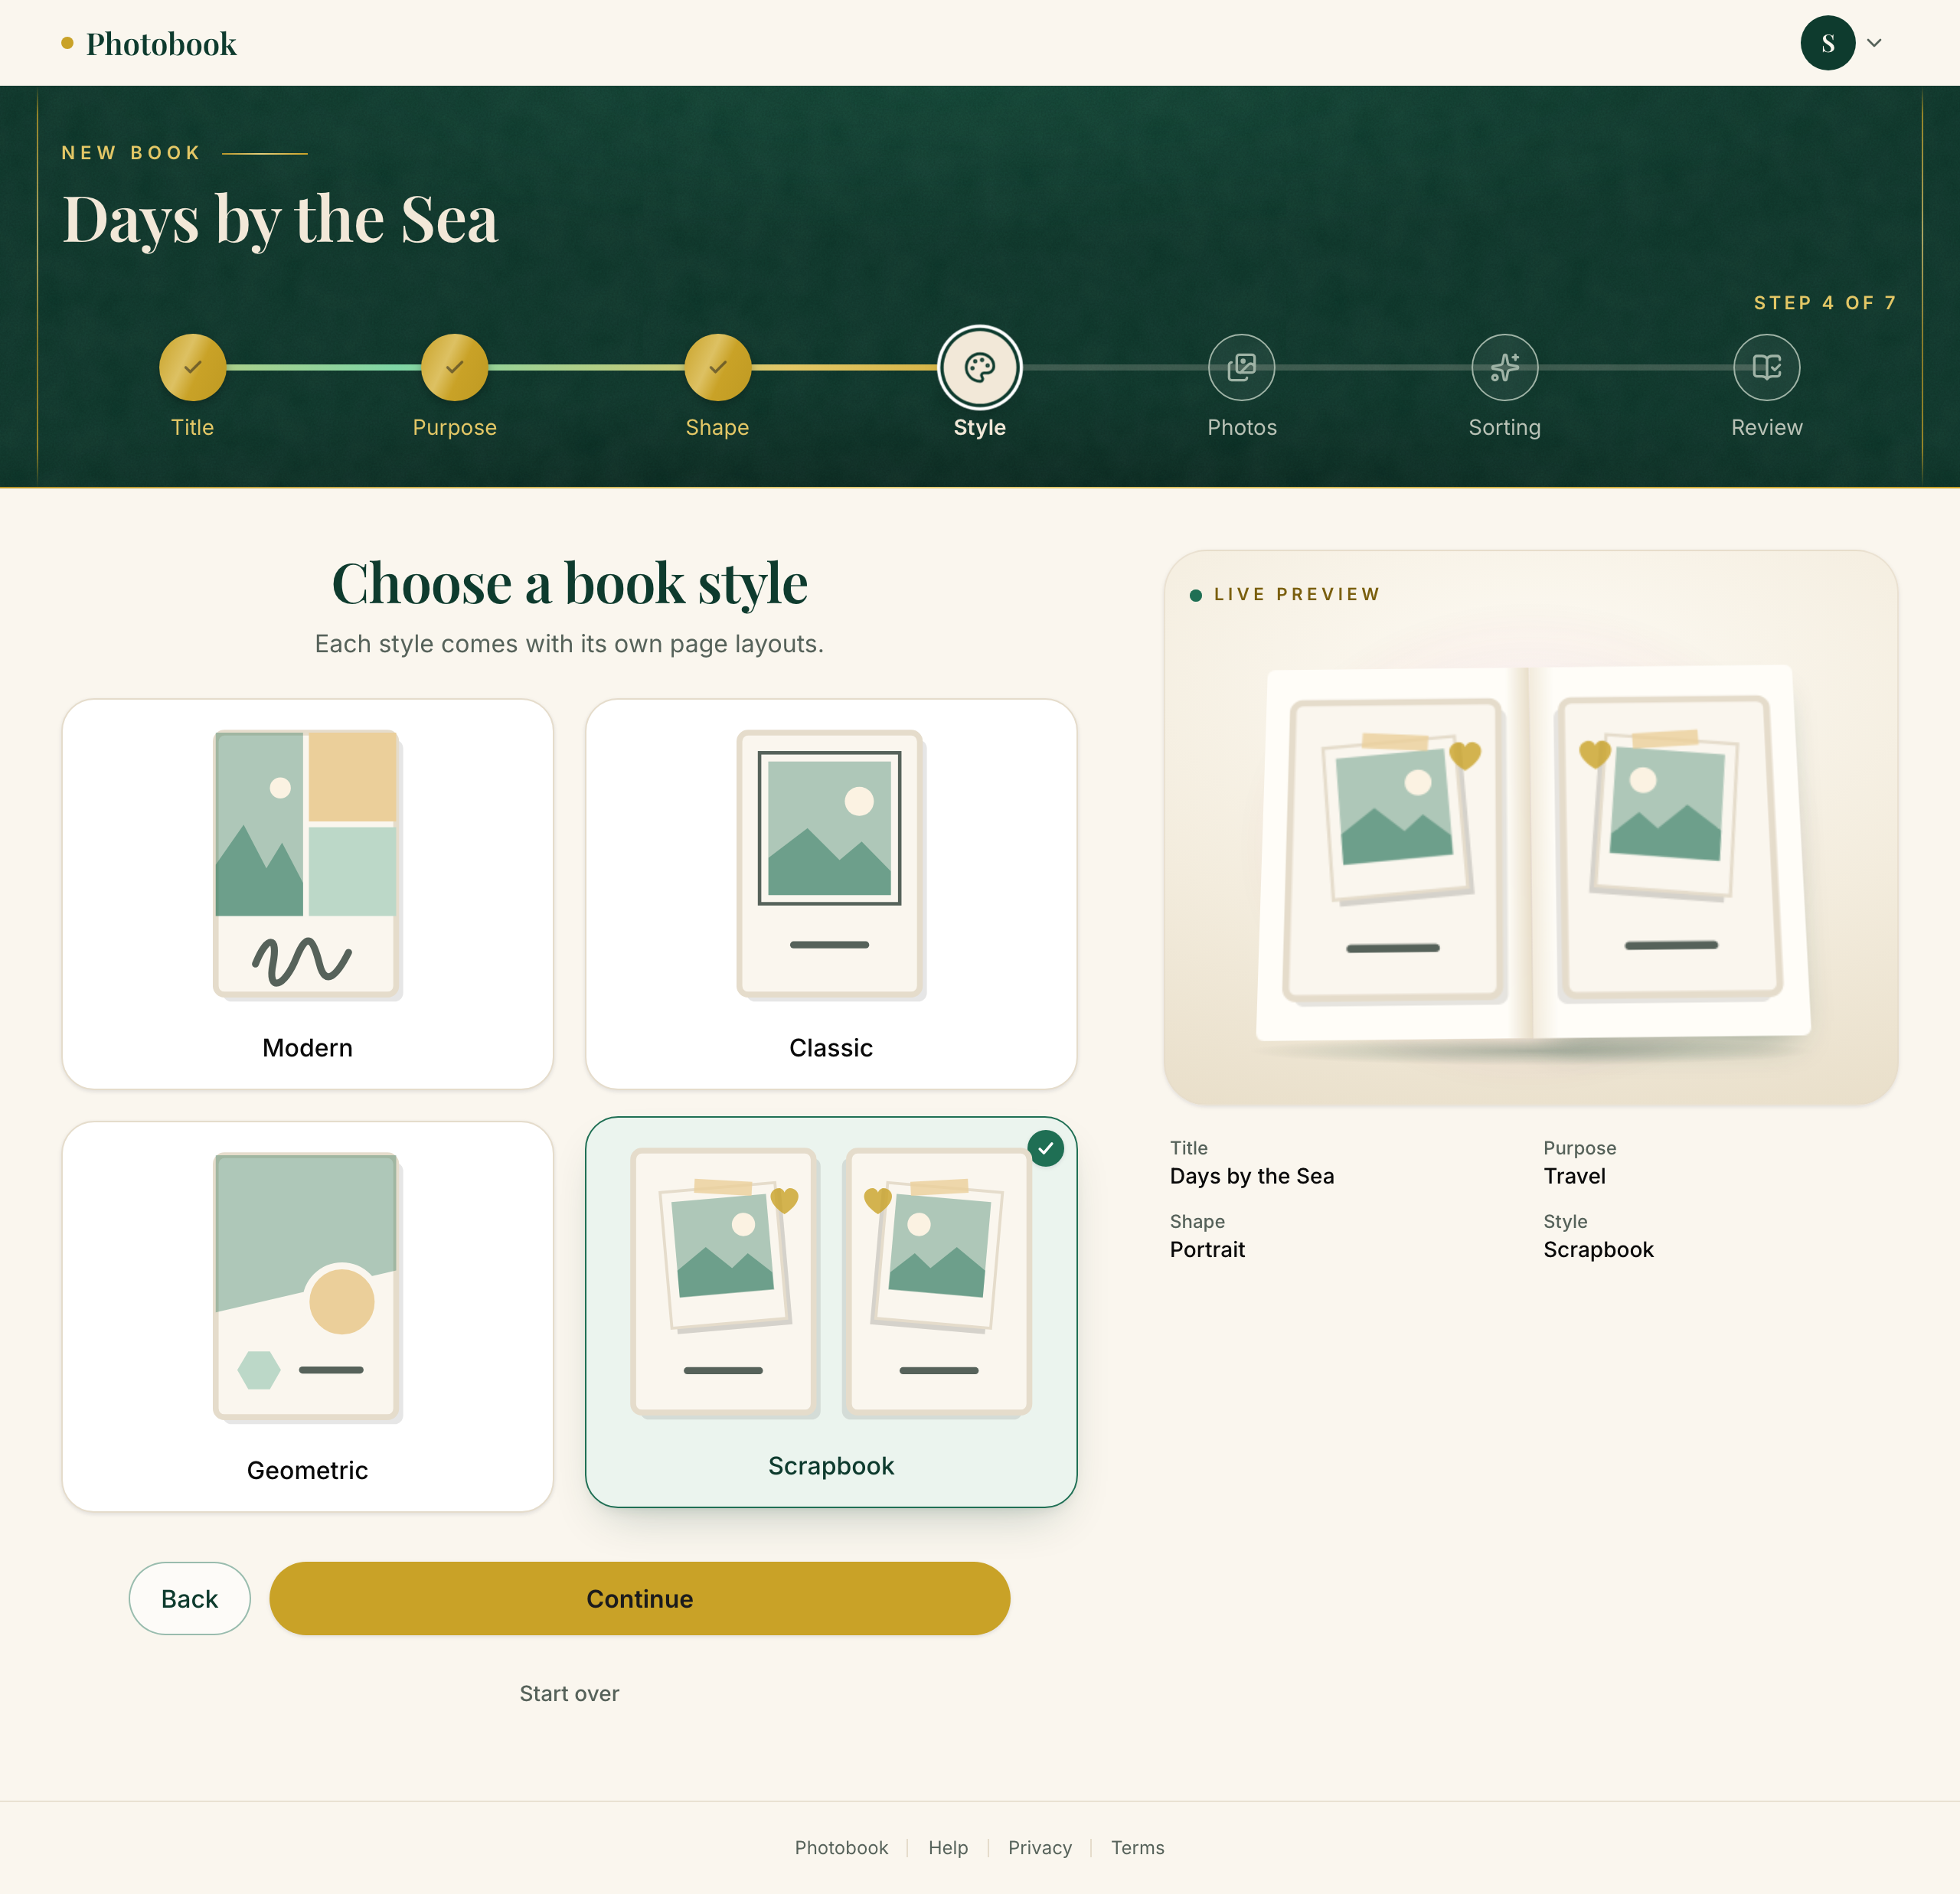 Photobook
S
NEW BOOK
Days by the Sea
STEP 4 OF 7
Title
Purpose
Shape
Style
Photos
Sorting
Review
Choose a book style
Each style comes with its own page layouts.
Modern
Classic
Geometric
Scrapbook
Back
Continue
Start over
LIVE PREVIEW
Title
Days by the Sea
Purpose
Travel
Shape
Portrait
Style
Scrapbook
Photobook
Help
Privacy
Terms